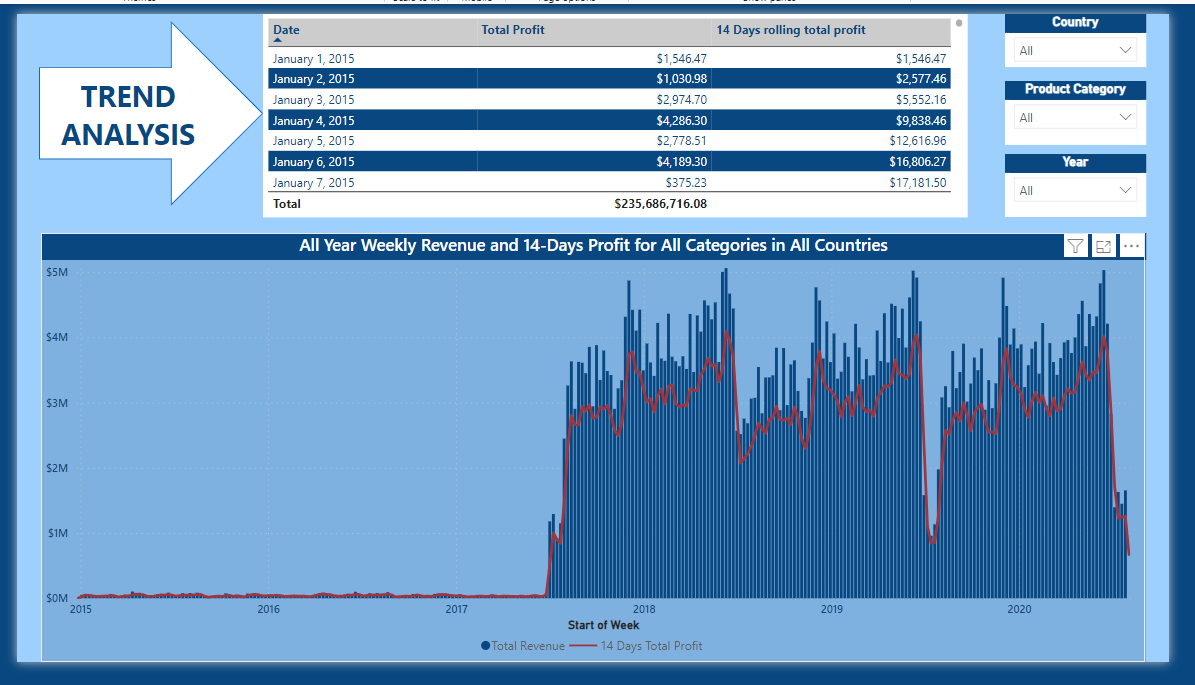 TREND
ANALYSIS
Date Total Profit 14 Days rolling total profit
January 1, 2015 $1,546.47 $1,546.47
January 2, 2015 $1,030.98 $2,577.46
January 3, 2015 $2,974.70 $5,552.16
January 4, 2015 $4,286.30 $9,838.46
January 5, 2015 $2,778.51 $12,616.96
January 6, 2015 $4,189.30 $16,806.27
January 7, 2015 $375.23 $17,181.50
Total $235,686,716.08
Country
All
Product Category
All
Year
All
All Year Weekly Revenue and 14-Days Profit for All Categories in All Countries
$5M
$4M
$3M
$2M
$1M
$0M
2015 2016 2017 2018 2019 2020
Start of Week
Total Revenue 14 Days Total Profit